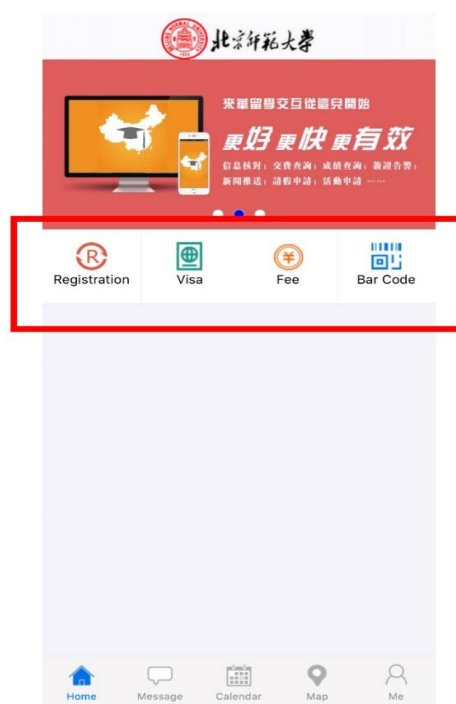 北京师范大学
來華留學交互從這兒開始
更好 更快 更有效
信息核對；交費查詢；成績查詢；簽證告警；
新聞推送；請假申請；活動申請 ……
Registration Visa Fee Bar Code
Home Message Calendar Map Me